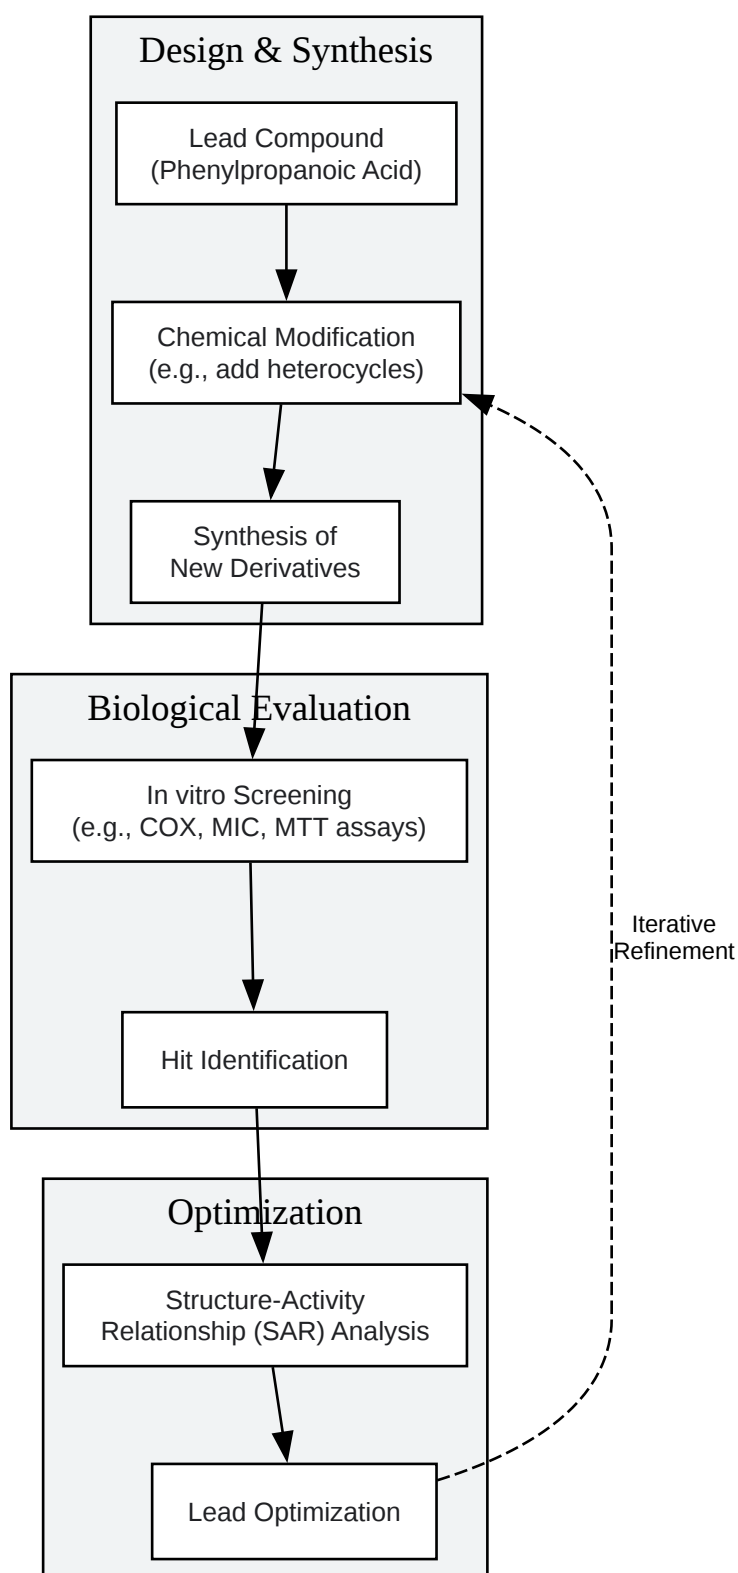 Design & Synthesis
Lead Compound
(Phenylpropanoic Acid)
Chemical Modification
(e.g., add heterocycles)
Synthesis of
New Derivatives
Biological Evaluation
In vitro Screening
(e.g., COX, MIC, MTT assays)
Iterative
Refinement
Hit Identification
Optimization
Structure-Activity
Relationship (SAR) Analysis
Lead Optimization